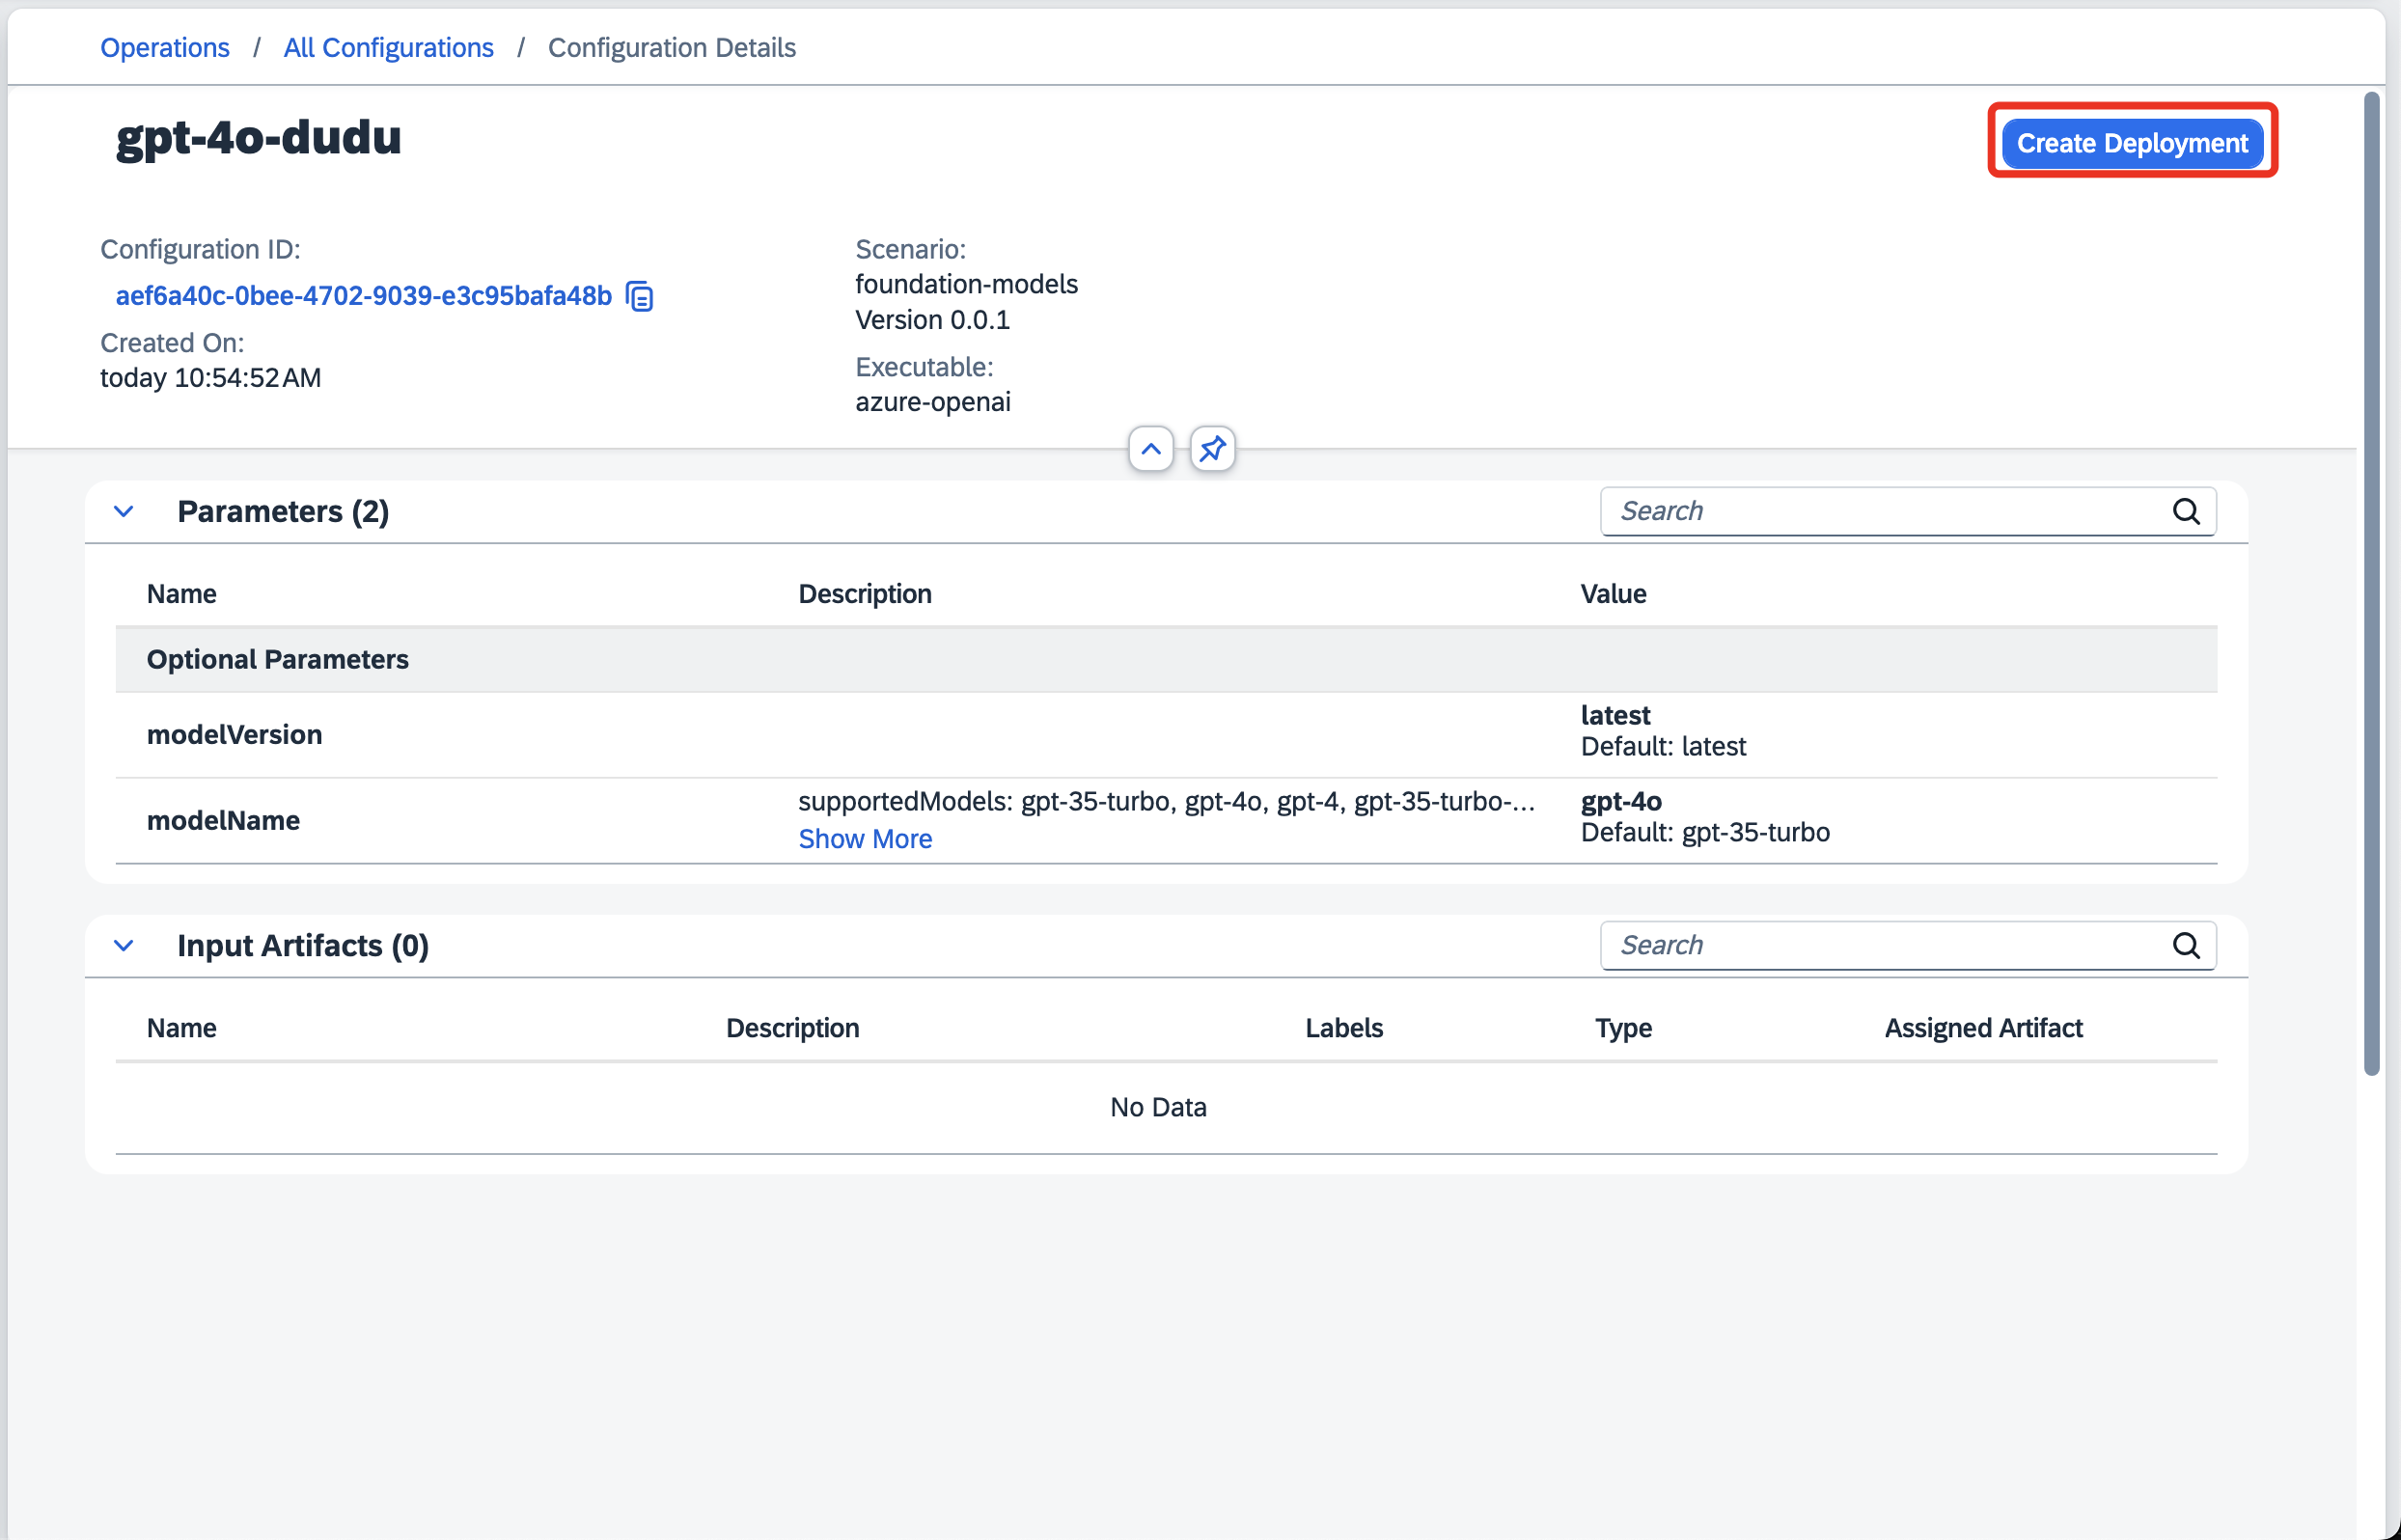 Operations / All Configurations / Configuration Details
gpt-4o-dudu
Create Deployment
Configuration ID:
aef6a40c-0bee-4702-9039-e3c95bafa48b
Created On:
today 10:54:52 AM
Scenario:
foundation-models
Version 0.0.1
Executable:
azure-openai
Parameters (2)
Search
Name Description Value
Optional Parameters
modelVersion
latest
Default: latest
modelName
supportedModels: gpt-35-turbo, gpt-4o, gpt-4, gpt-35-turbo-...
Show More
gpt-4o
Default: gpt-35-turbo
Input Artifacts (0)
Search
Name Description Labels Type Assigned Artifact
No Data